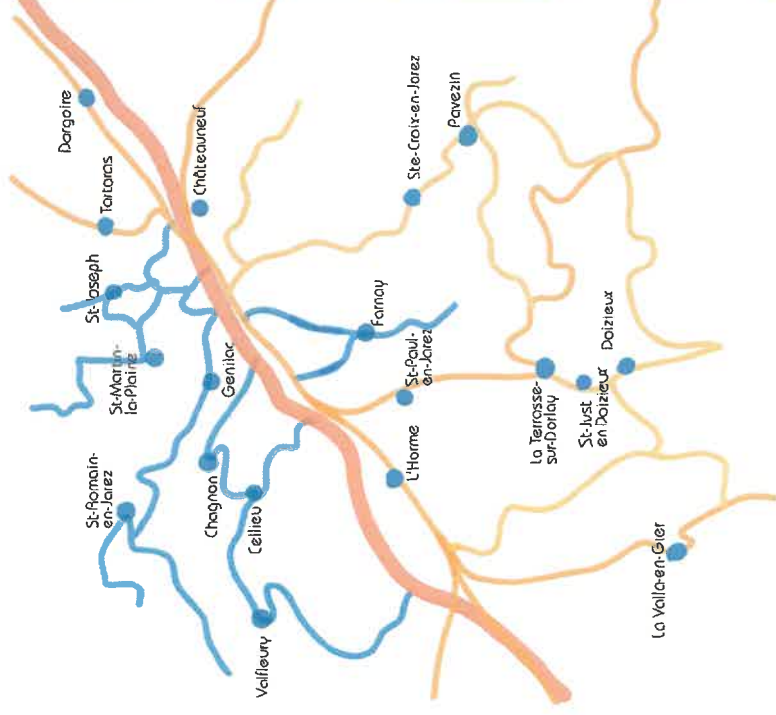 Dargoire
Tartaras
Châteauneuf
St-Joseph
St-Martin-
la-Plaine
Genilac
St-Romain-
en-Jarez
Chagnon
Cellieu
Valfleury
Ste-Croix-en-Jarez
Pavezin
Farnay
St-Paul-
en-Jarez
L'Horme
La Terrasse-
sur-Dorlay
St-Just
en Doizieux
Doizieux
La Valla-en-Gier